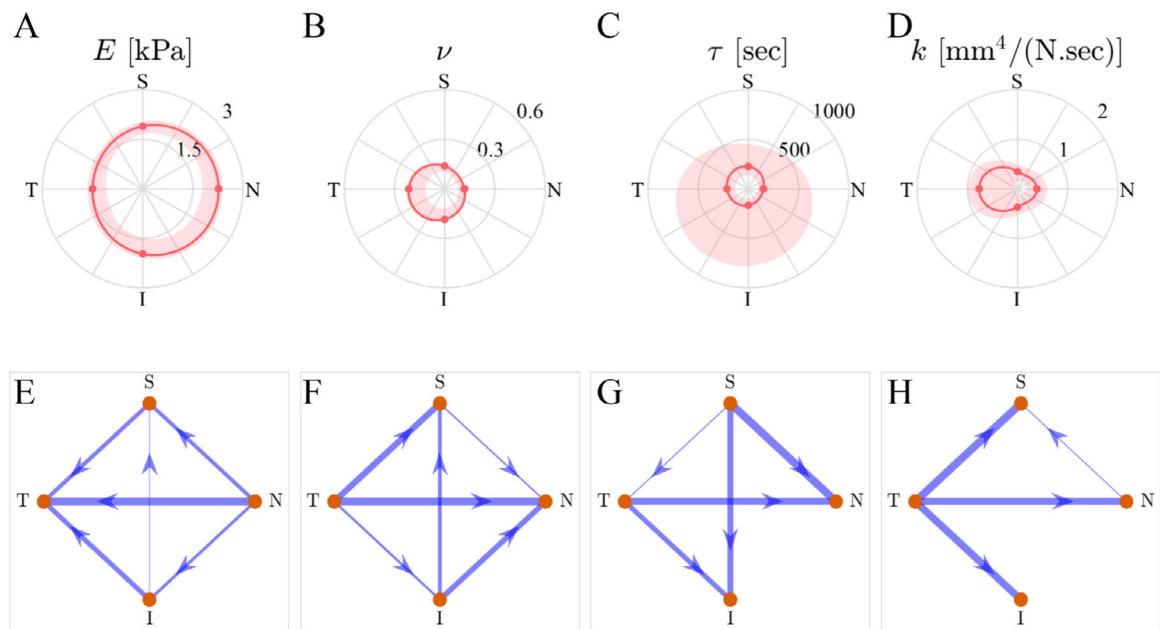 A B C D
E [kPa] ν τ [sec] k [mm⁴/(N.sec)]
S S S S
3 0.6 1000 2
1.5 0.3 500 1
T N T N T N T N
I I I I
E F G H
S S S S
T N T N T N T N
I I I I